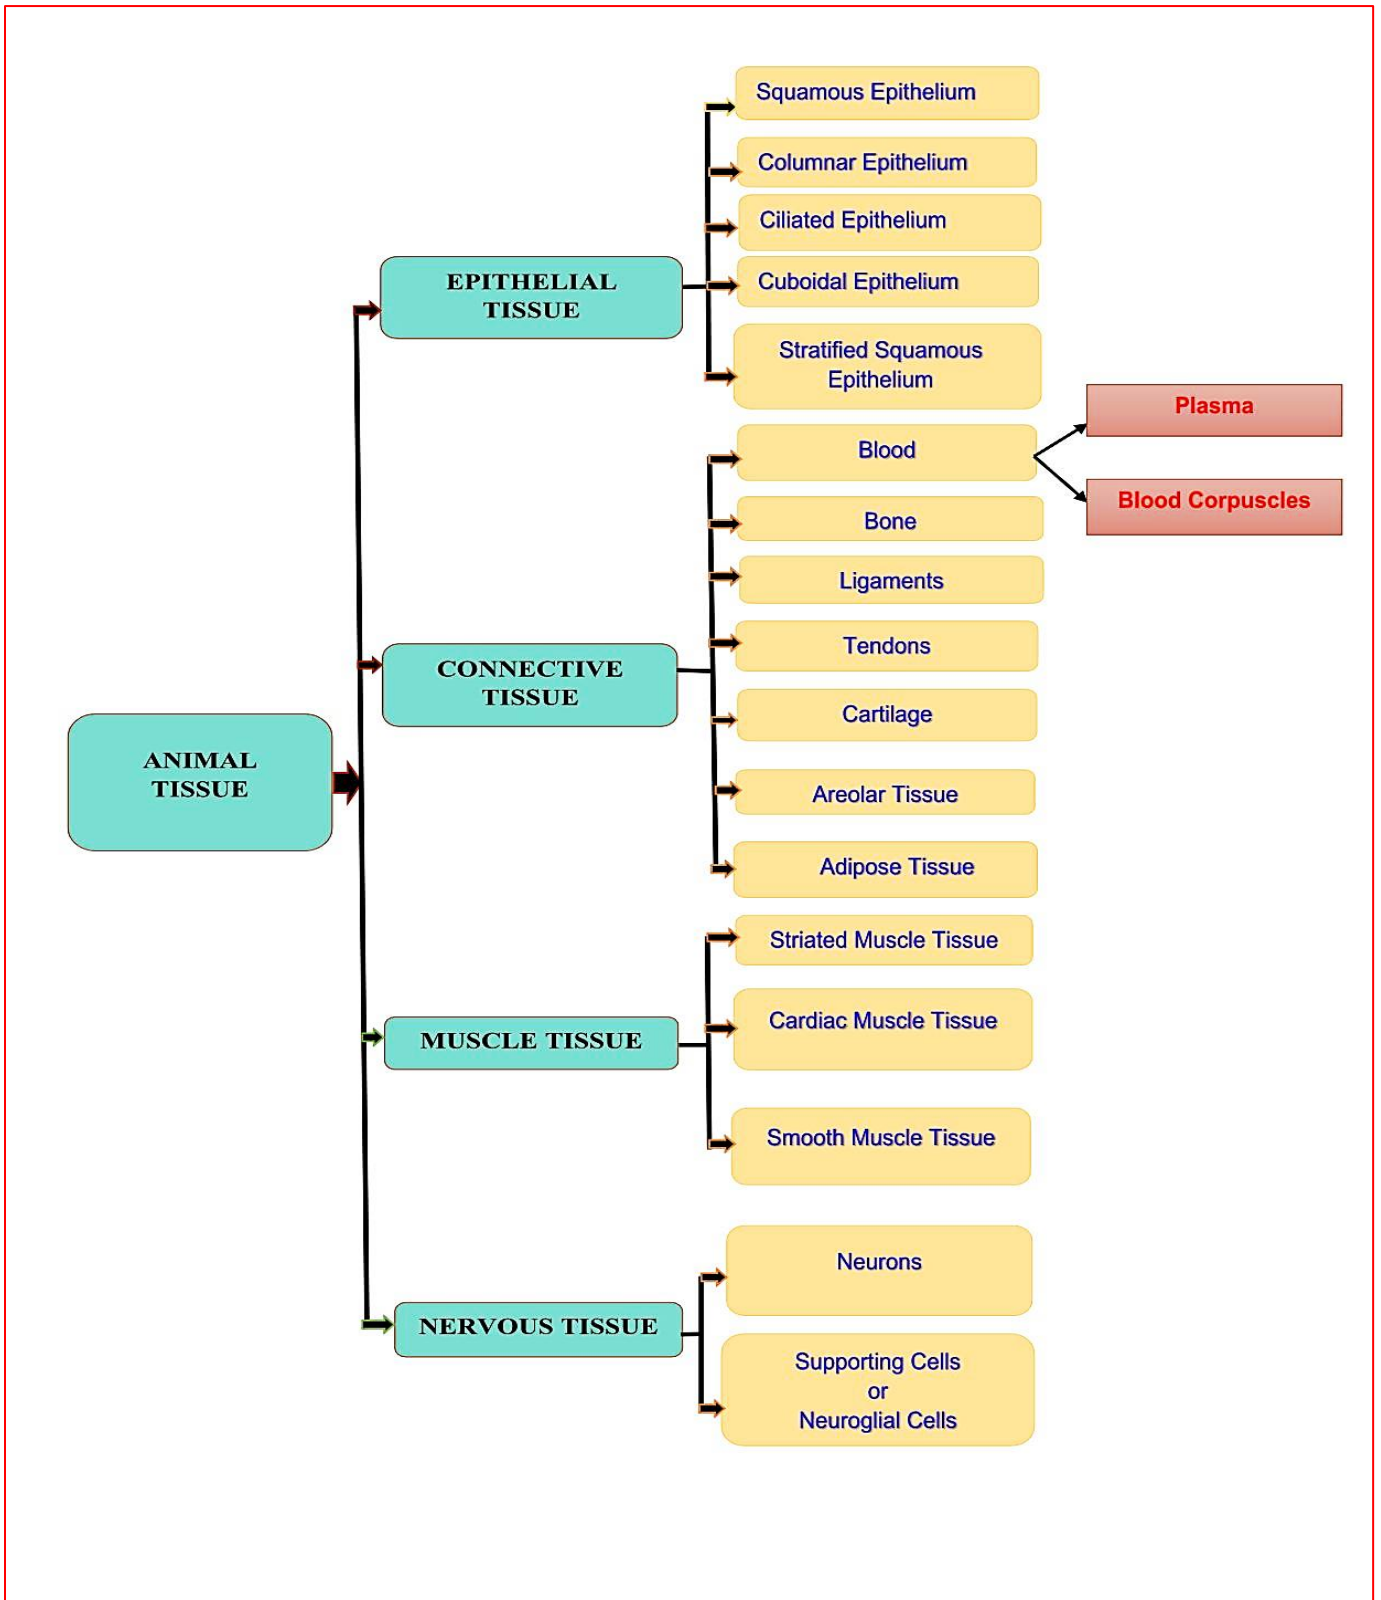 Squamous Epithelium
Columnar Epithelium
Ciliated Epithelium
EPITHELIAL
TISSUE
Cuboidal Epithelium
Stratified Squamous
Epithelium
Plasma
Blood
Blood Corpuscles
Bone
Ligaments
Tendons
CONNECTIVE
TISSUE
Cartilage
ANIMAL
TISSUE
Areolar Tissue
Adipose Tissue
Striated Muscle Tissue
Cardiac Muscle Tissue
MUSCLE TISSUE
Smooth Muscle Tissue
Neurons
NERVOUS TISSUE
Supporting Cells
or
Neuroglial Cells